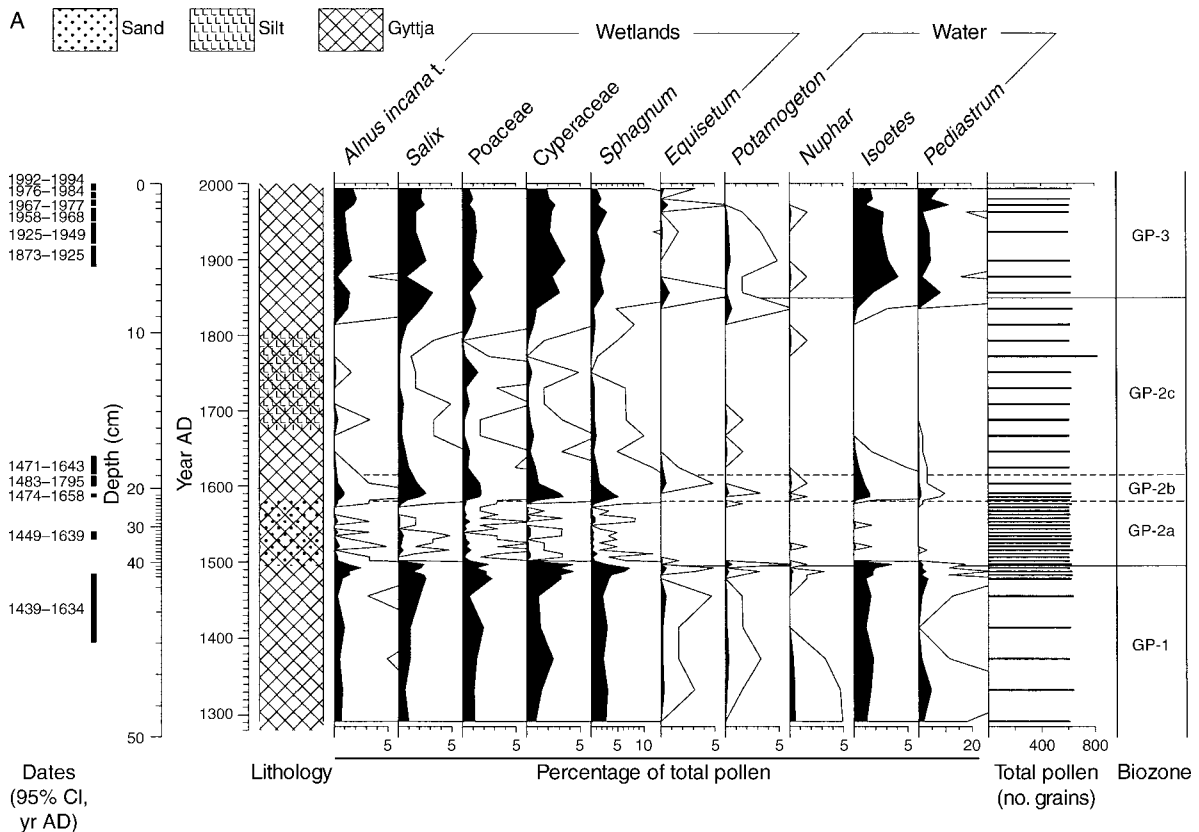 A
Sand
Silt
Gyttja
Wetlands
Water
Alnus incana t.
Salix
Poaceae
Cyperaceae
Sphagnum
Equisetum
Potamogeton
Nuphar
Isoetes
Pediastrum
1992–1994
1976–1984
1967–1977
1958–1968
1925–1949
1873–1925
1471–1643
1483–1795
1474–1658
1449–1639
1439–1634
0
10
20
30
40
50
Depth (cm)
2000
1900
1800
1700
1600
1500
1400
1300
Year AD
GP-3
GP-2c
GP-2b
GP-2a
GP-1
5 5 5 5 5 10 5 5 5 5 20 400 800
Dates
(95% CI,
yr AD)
Lithology
Percentage of total pollen
Total pollen
(no. grains)
Biozone